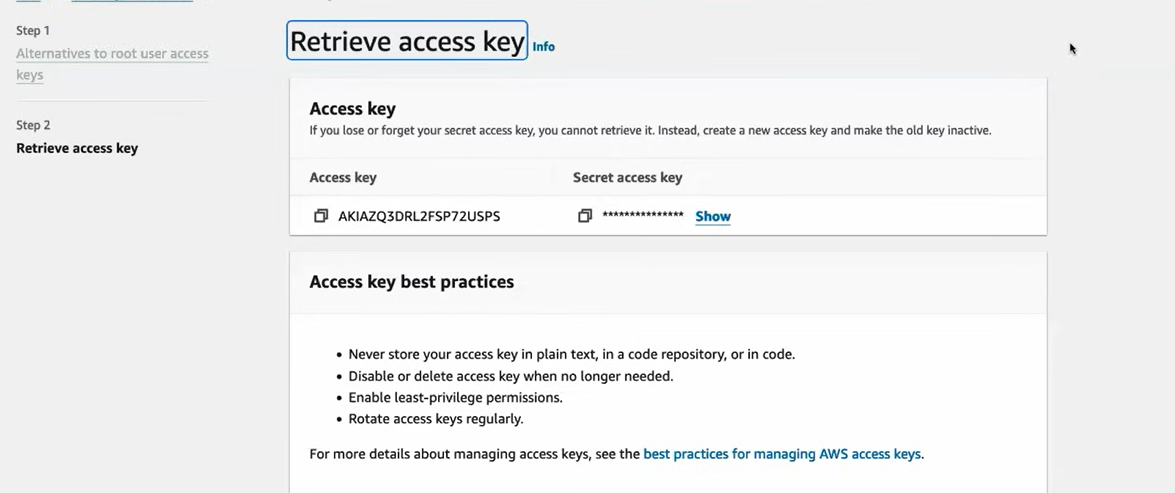 Step 1
Alternatives to root user access
keys
Step 2
Retrieve access key
Retrieve access key Info
Access key
If you lose or forget your secret access key, you cannot retrieve it. Instead, create a new access key and make the old key inactive.
Access key Secret access key
AKIAZQ3DRL2FSP72USPS *************** Show
Access key best practices
• Never store your access key in plain text, in a code repository, or in code.
• Disable or delete access key when no longer needed.
• Enable least-privilege permissions.
• Rotate access keys regularly.
For more details about managing access keys, see the best practices for managing AWS access keys.